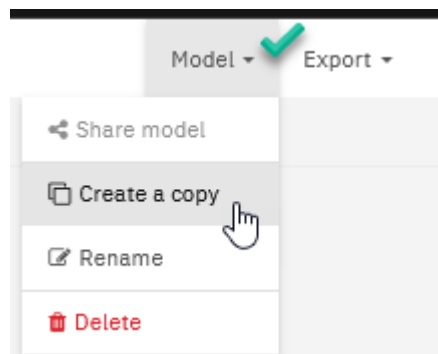 Model Export
Share model
Create a copy
Rename
Delete